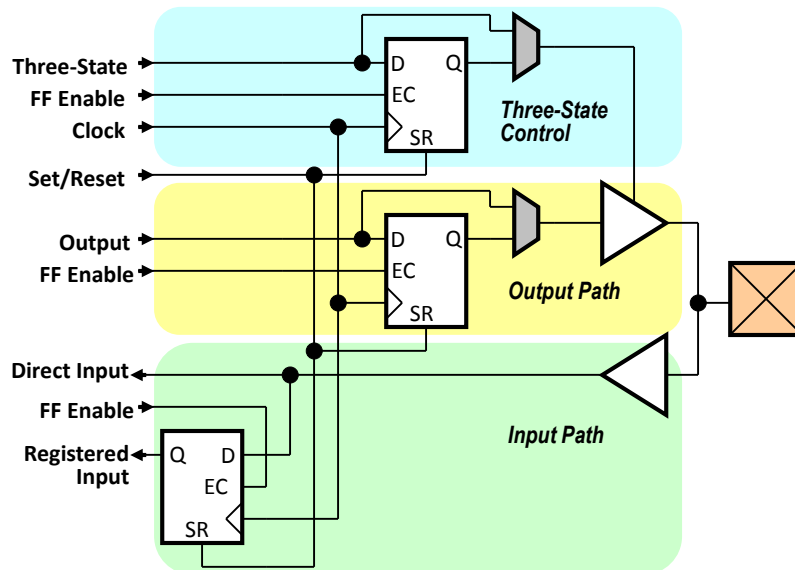 Three-State
FF Enable
Clock
Set/Reset
D
Q
EC
SR
Three-State
Control
Output
FF Enable
D
Q
EC
SR
Output Path
Direct Input
FF Enable
Registered
Input
Q
D
EC
SR
Input Path